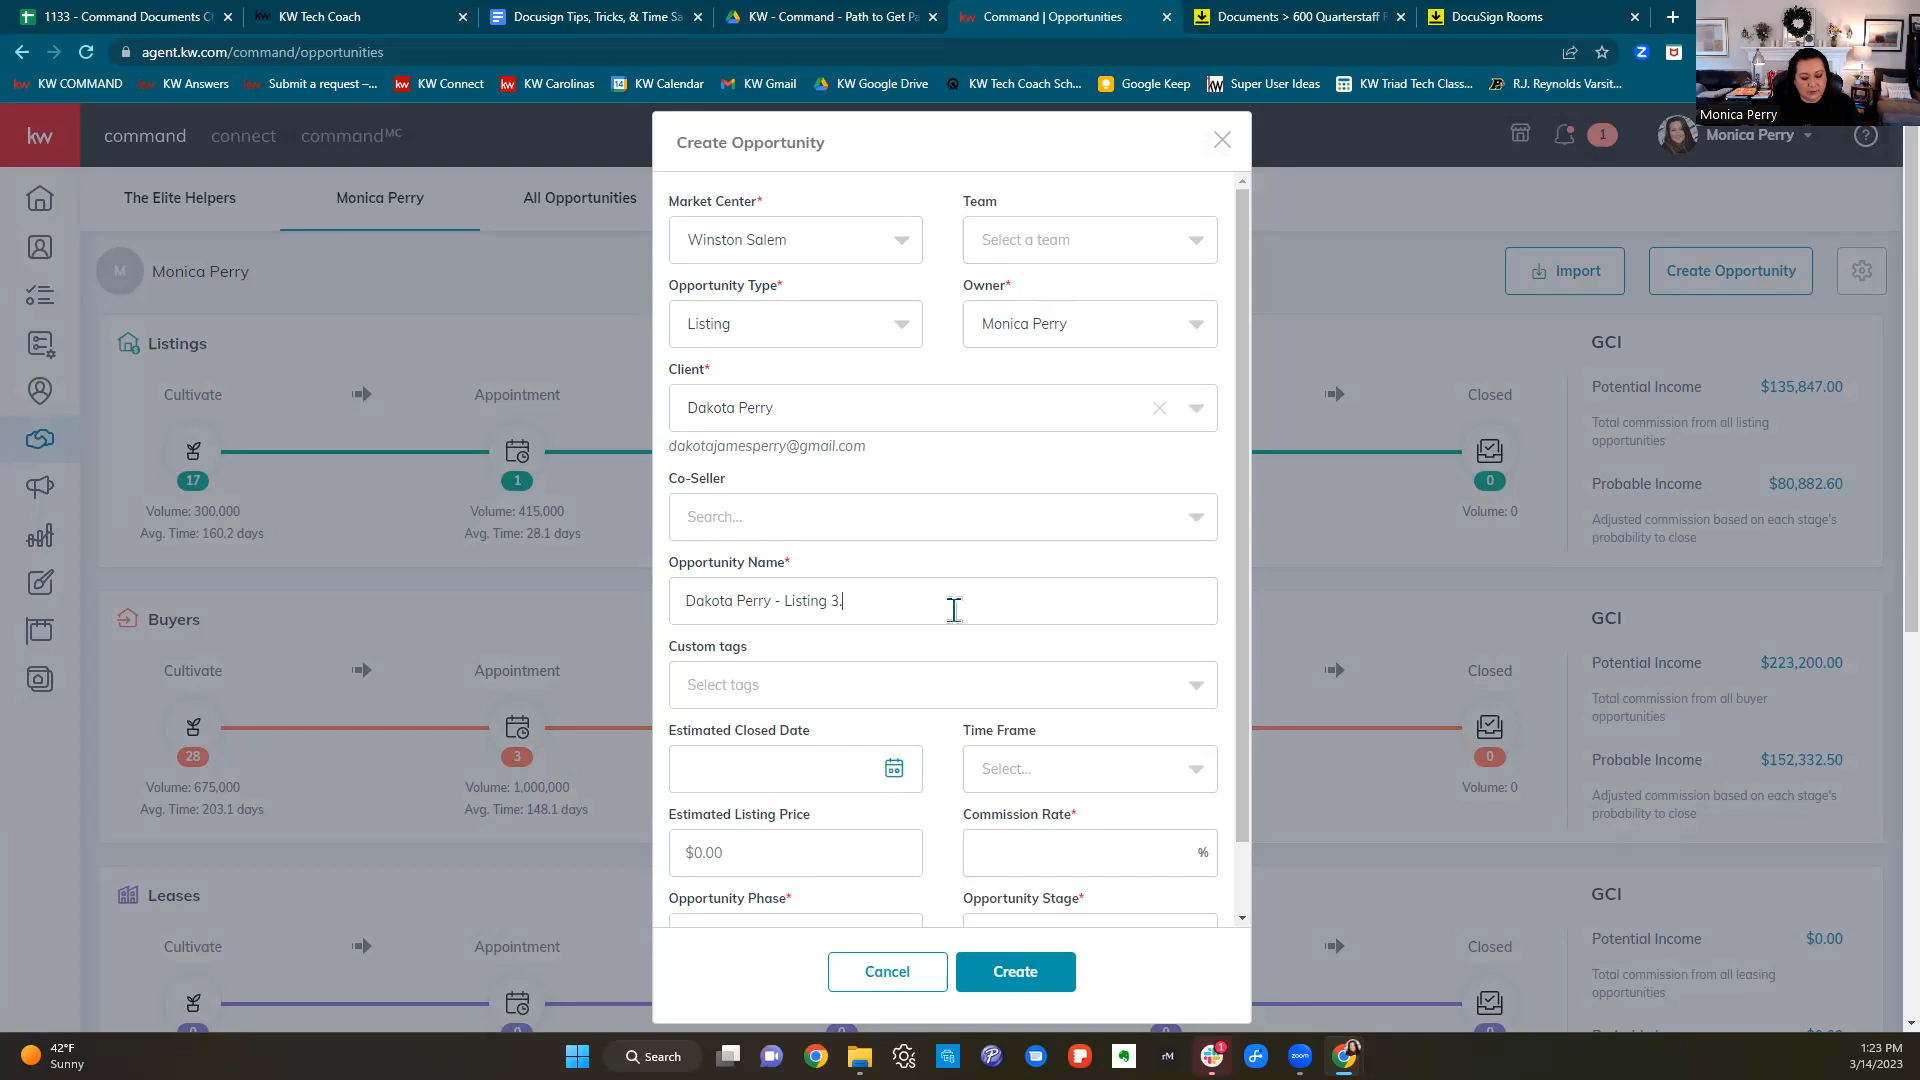 1133 - Command Documents Cl
KW Tech Coach
Docusign Tips, Tricks, & Time Sa
KW - Command - Path to Get Pa
Command | Opportunities
Documents > 600 Quarterstaff R
DocuSign Rooms
agent.kw.com/command/opportunities
KW COMMAND
KW Answers
Submit a request –...
KW Connect
KW Carolinas
KW Calendar
KW Gmail
KW Google Drive
KW Tech Coach Sch...
Google Keep
Super User Ideas
KW Triad Tech Class...
R.J. Reynolds Varsit...
Monica Perry
kw
command
connect
commandMC
1
Monica Perry
The Elite Helpers
Monica Perry
All Opportunities
M
Monica Perry
Import
Create Opportunity
Listings
Cultivate
Appointment
17
1
Volume: 300,000
Avg. Time: 160.2 days
Volume: 415,000
Avg. Time: 28.1 days
Closed
0
Volume: 0
GCI
Potential Income
$135,847.00
Total commission from all listing
opportunities
Probable Income
$80,882.60
Adjusted commission based on each stage's
probability to close
Buyers
Cultivate
Appointment
28
3
Volume: 675,000
Avg. Time: 203.1 days
Volume: 1,000,000
Avg. Time: 148.1 days
Closed
0
Volume: 0
GCI
Potential Income
$223,200.00
Total commission from all buyer
opportunities
Probable Income
$152,332.50
Adjusted commission based on each stage's
probability to close
Leases
Cultivate
Appointment
Closed
GCI
Potential Income
$0.00
Total commission from all leasing
opportunities
Create Opportunity
Market Center*
Winston Salem
Team
Select a team
Opportunity Type*
Listing
Owner*
Monica Perry
Client*
Dakota Perry
dakotajamesperry@gmail.com
Co-Seller
Search...
Opportunity Name*
Dakota Perry - Listing 3.
Custom tags
Select tags
Estimated Closed Date
Time Frame
Select...
Estimated Listing Price
$0.00
Commission Rate*
%
Opportunity Phase*
Opportunity Stage*
Cancel
Create
42°F
Sunny
Search
rM
1
zoom
1:23 PM
3/14/2023